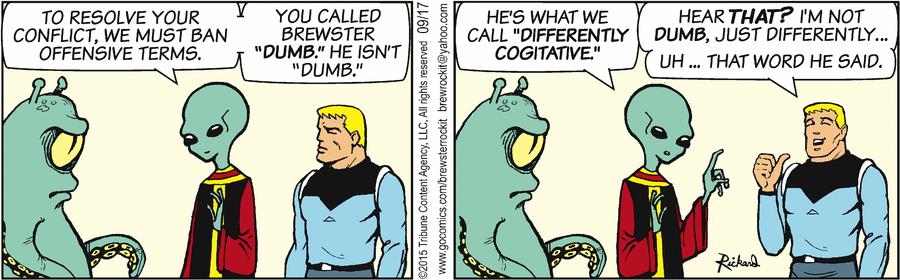 TO RESOLVE YOUR
CONFLICT, WE MUST BAN
OFFENSIVE TERMS.
YOU CALLED
BREWSTER
"DUMB." HE ISN'T
"DUMB."
©2015 Tribune Content Agency, LLC, All rights reserved 09/17
www.gocomics.com/brewsterrockit brewrockit@yahoo.com
HE'S WHAT WE
CALL "DIFFERENTLY
COGITATIVE."
HEAR THAT? I'M NOT
DUMB, JUST DIFFERENTLY...
UH ... THAT WORD HE SAID.
Rickard